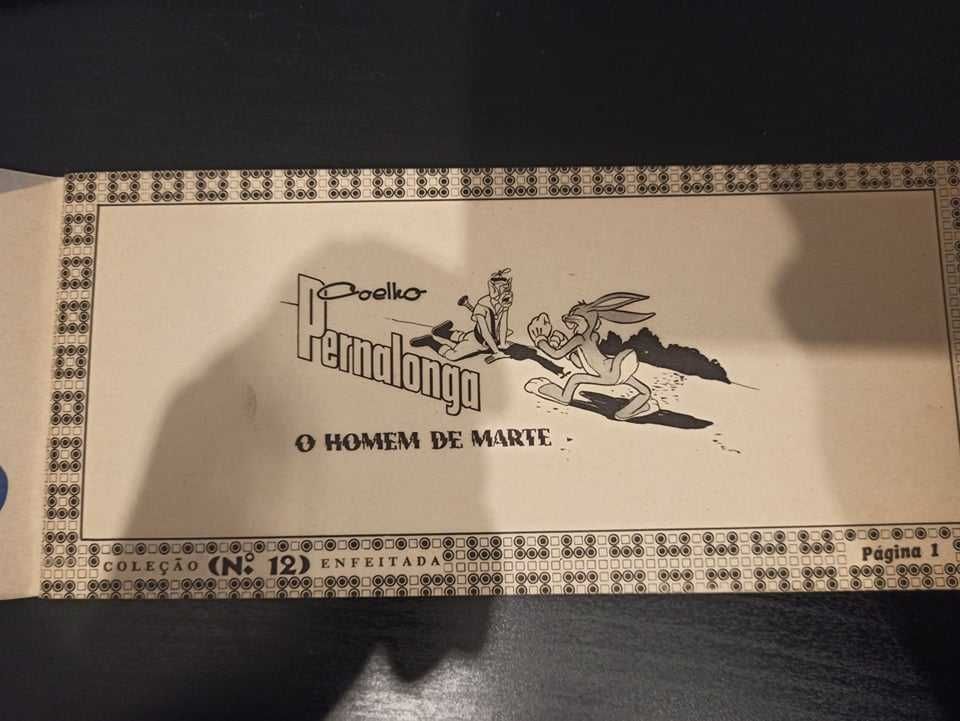 Coelho
Pernalonga
O HOMEM DE MARTE
COLEÇÃO (Nº 12) ENFEITADA
Página 1